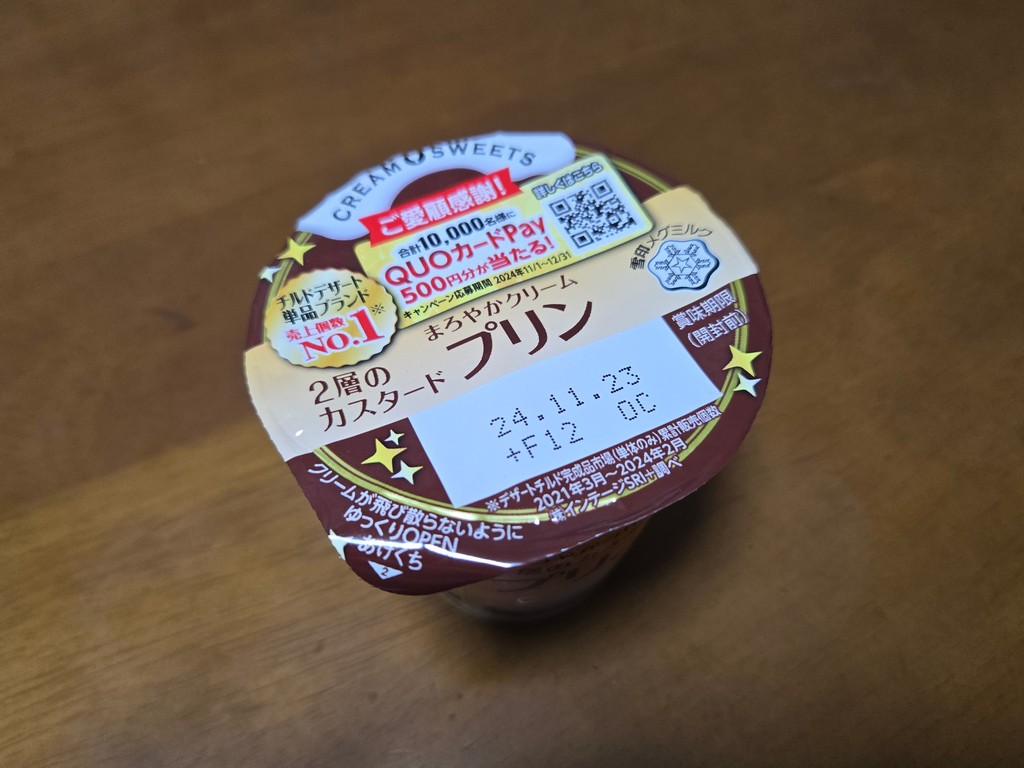 CREAM SWEETS
ご愛顧感謝!
詳しくはこちら
合計10,000名様に
QUOカードPay
500円分が当たる!
キャンペーン応募期間 2024年11/1~12/31
雪印メグミルク
チルドデザート
単品ブランド※
売上個数
No.1
まろやかクリーム
プリン
2層の
カスタード
賞味期限
(開封前)
24.11.23
+F12 OC
※デザートチルド完成品市場(単体のみ)累計販売個数
2021年3月~2024年2月
㈱インテージSRI+調べ
クリームが飛び散らないように
ゆっくりOPEN
あけくち
2